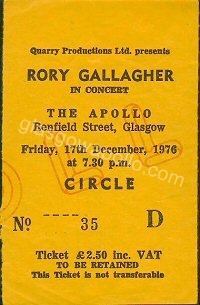 Quarry Productions Ltd. presents
RORY GALLAGHER
IN CONCERT
THE APOLLO
Renfield Street, Glasgow
Friday, 17th December, 1976
at 7.30 p.m.
CIRCLE
No ---- 35 D
Ticket £2.50 inc. VAT
TO BE RETAINED
This Ticket is not transferable